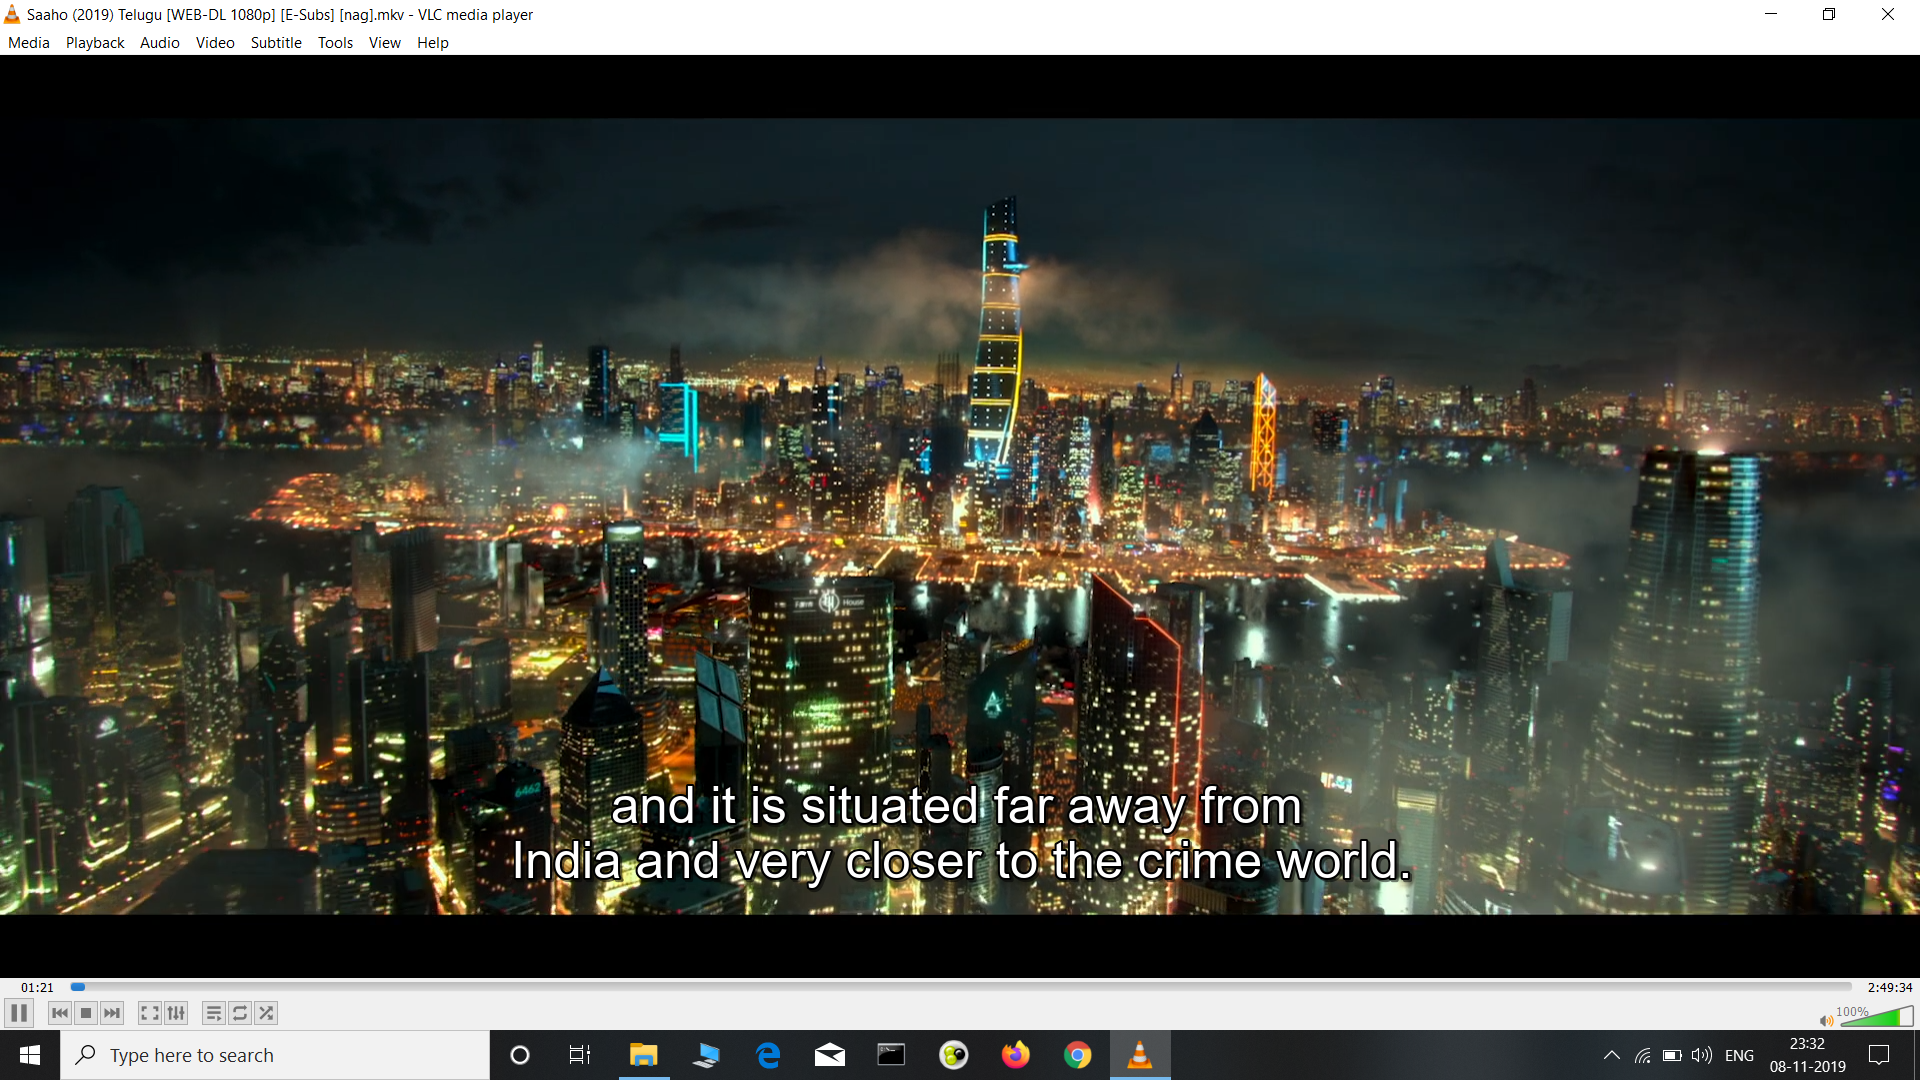 Saaho (2019) Telugu [WEB-DL 1080p] [E-Subs] [nag].mkv - VLC media player
Media Playback Audio Video Subtitle Tools View Help
House
6462
and it is situated far away from
India and very closer to the crime world.
01:21
2:49:34
100%
Type here to search
ENG
23:32
08-11-2019